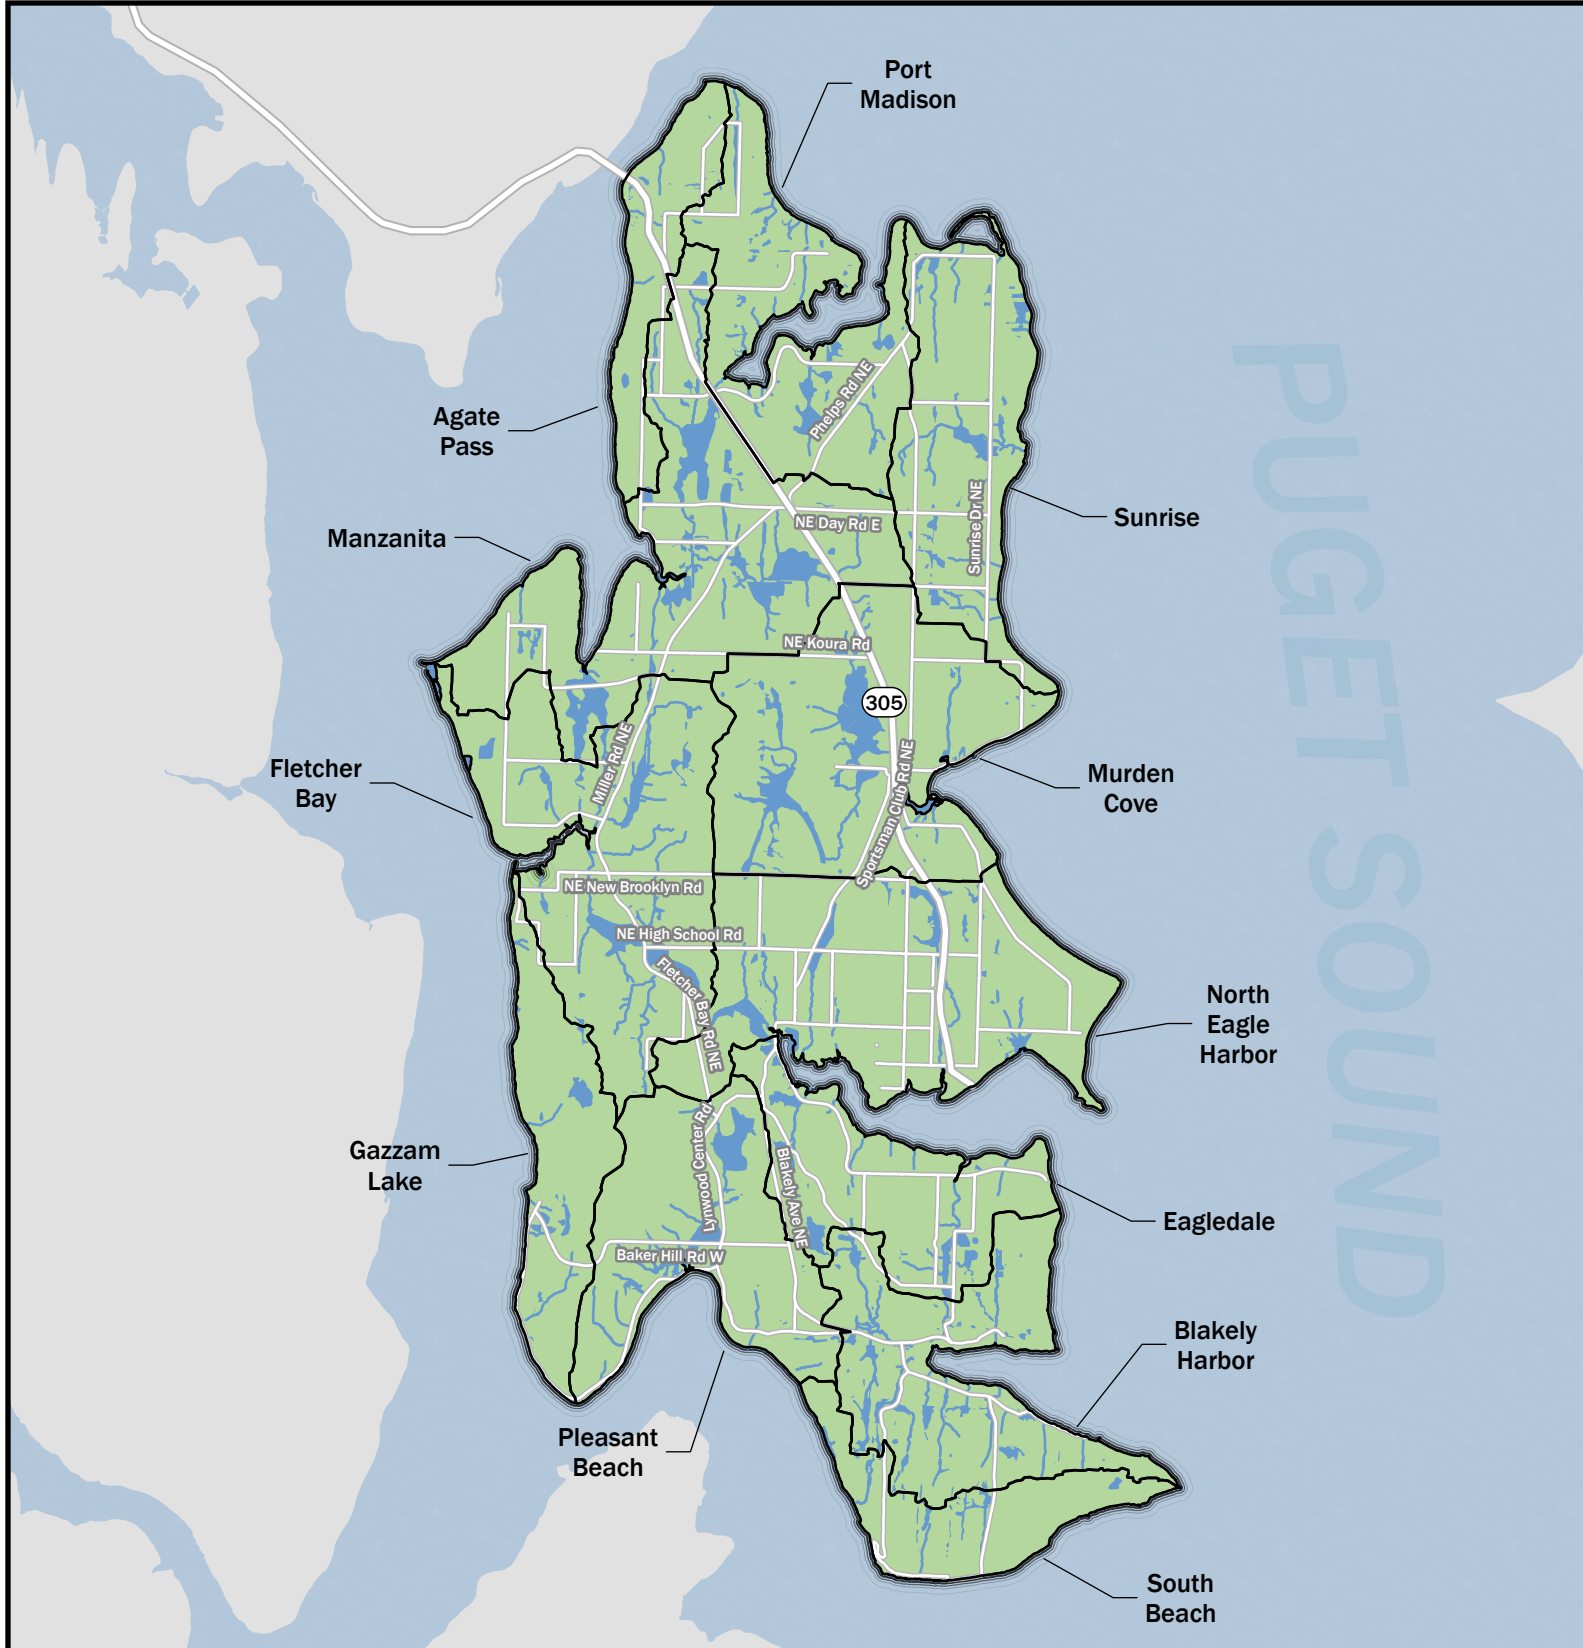 Port
Madison
Agate
Pass
Phelps Rd NE
Sunrise Dr NE
Sunrise
NE Day Rd E
Manzanita
NE Koura Rd
305
PUGET SOUND
Miller Rd NE
Sportsman Club Rd NE
Fletcher
Bay
Murden
Cove
NE New Brooklyn Rd
NE High School Rd
Fletcher Bay Rd NE
North
Eagle
Harbor
Gazzam
Lake
Lynwood Center Rd
Blakely Ave NE
Eagledale
Baker Hill Rd W
Blakely
Harbor
Pleasant
Beach
South
Beach